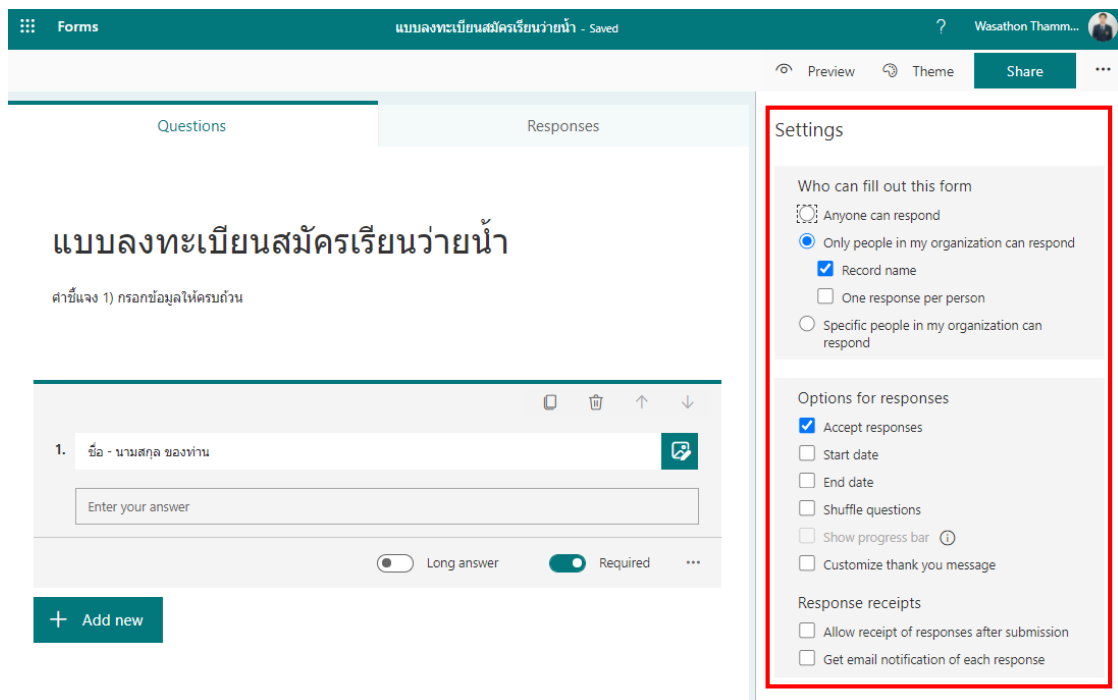 Forms
แบบลงทะเบียนสมัครเรียนว่ายน้ำ - Saved
?
Wasathon Thamm...
Preview
Theme
Share
...
Questions
Responses
แบบลงทะเบียนสมัครเรียนว่ายน้ำ
คำชี้แจง 1) กรอกข้อมูลให้ครบถ้วน
1. ชื่อ - นามสกุล ของท่าน
Enter your answer
Long answer
Required
...
+ Add new
Settings
Who can fill out this form
Anyone can respond
Only people in my organization can respond
Record name
One response per person
Specific people in my organization can
respond
Options for responses
Accept responses
Start date
End date
Shuffle questions
Show progress bar
Customize thank you message
Response receipts
Allow receipt of responses after submission
Get email notification of each response